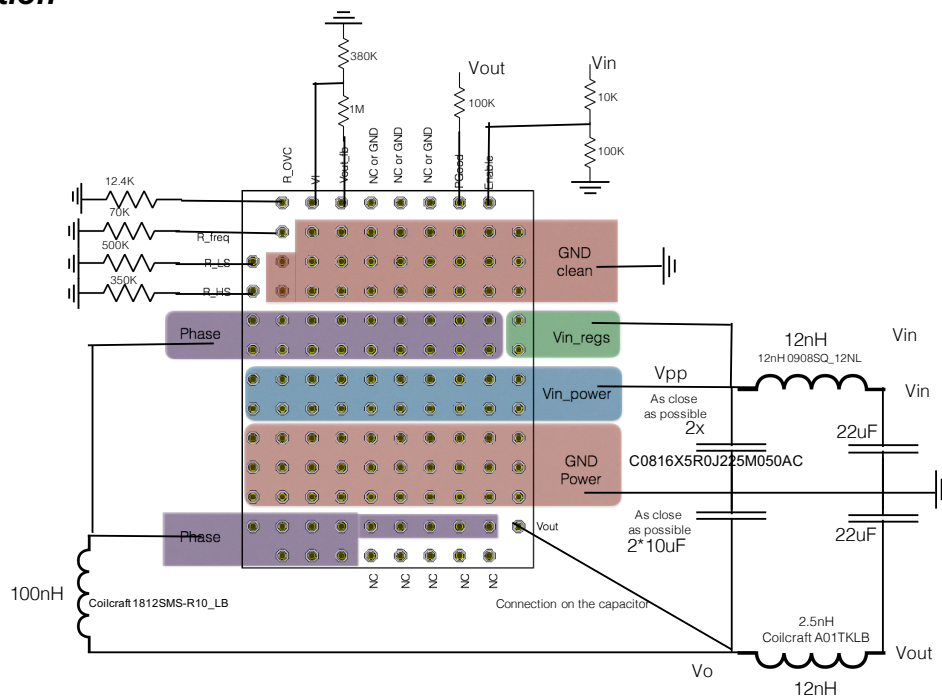 380K
Vout
Vin
1M
100K
10K
100K
R_OVC
VI
Vout_fb
NC or GND
NC or GND
NC or GND
PGood
Enable
12.4K
70K
R_freq
500K
R_LS
350K
R_HS
GND
clean
Phase
Vin_regs
12nH
12nH 0908SQ_12NL
Vin
Vpp
Vin_power
Vin
As close
as possible
2x
22uF
C0816X5R0J225M050AC
GND
Power
As close
as possible
2*10uF
22uF
Phase
Vout
NC
NC
NC
NC
NC
100nH
Coilcraft 1812SMS-R10_LB
Connection on the capacitor
2.5nH
Coilcraft A01TKLB
Vout
Vo
12nH